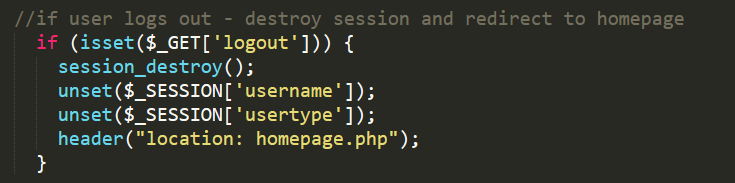 //if user logs out - destroy session and redirect to homepage
if (isset($_GET['logout'])) {
session_destroy();
unset($_SESSION['username']);
unset($_SESSION['usertype']);
header("location: homepage.php");
}